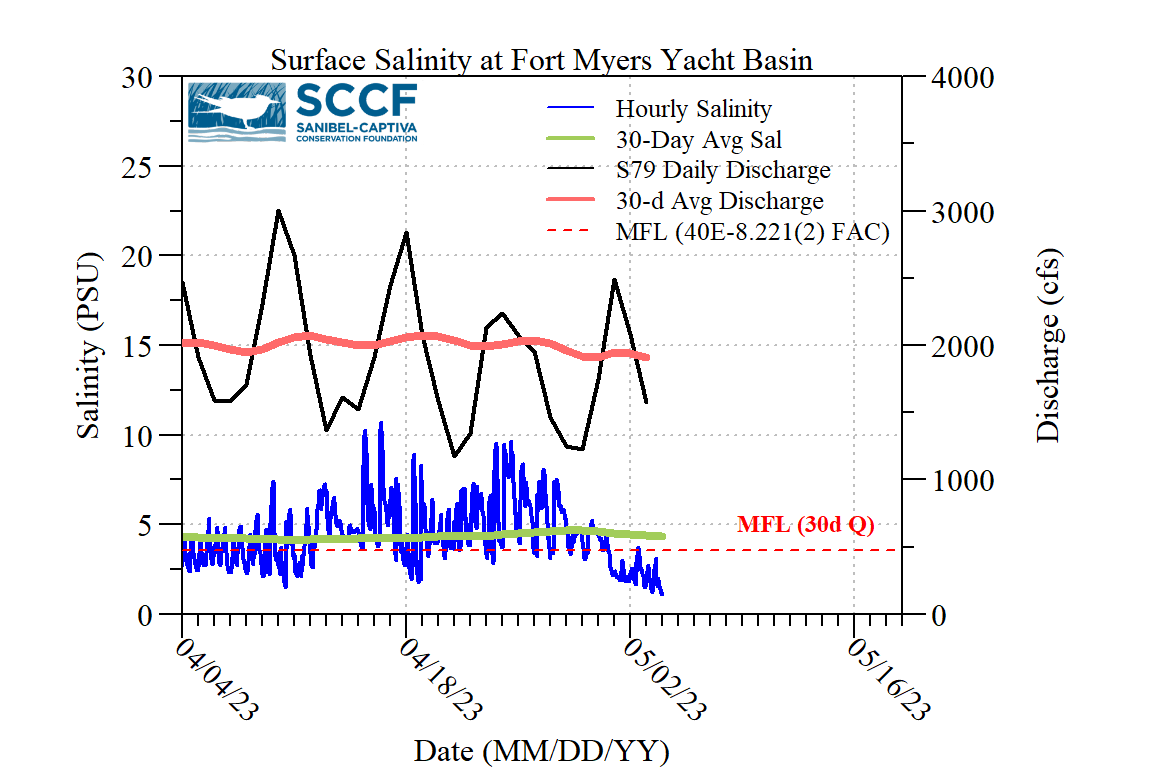 Surface Salinity at Fort Myers Yacht Basin
SCCF
SANIBEL-CAPTIVA
CONSERVATION FOUNDATION
Hourly Salinity
30-Day Avg Sal
S79 Daily Discharge
30-d Avg Discharge
MFL (40E-8.221(2) FAC)
30
25
20
15
10
5
0
Salinity (PSU)
4000
3000
2000
1000
0
Discharge (cfs)
MFL (30d Q)
04/04/23
04/18/23
05/02/23
05/16/23
Date (MM/DD/YY)